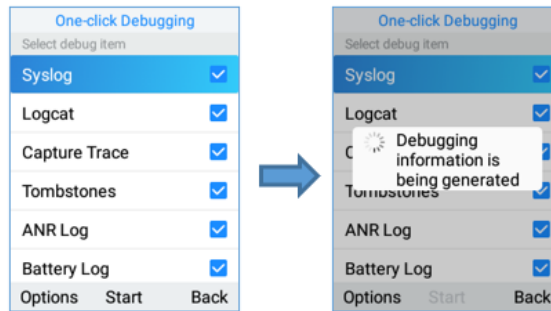 One-click Debugging
Select debug item
Syslog
Logcat
Capture Trace
Tombstones
ANR Log
Battery Log
Options Start Back
One-click Debugging
Select debug item
Syslog
Logcat
C
Debugging
information is
being generated
Tombstones
ANR Log
Battery Log
Options Start Back